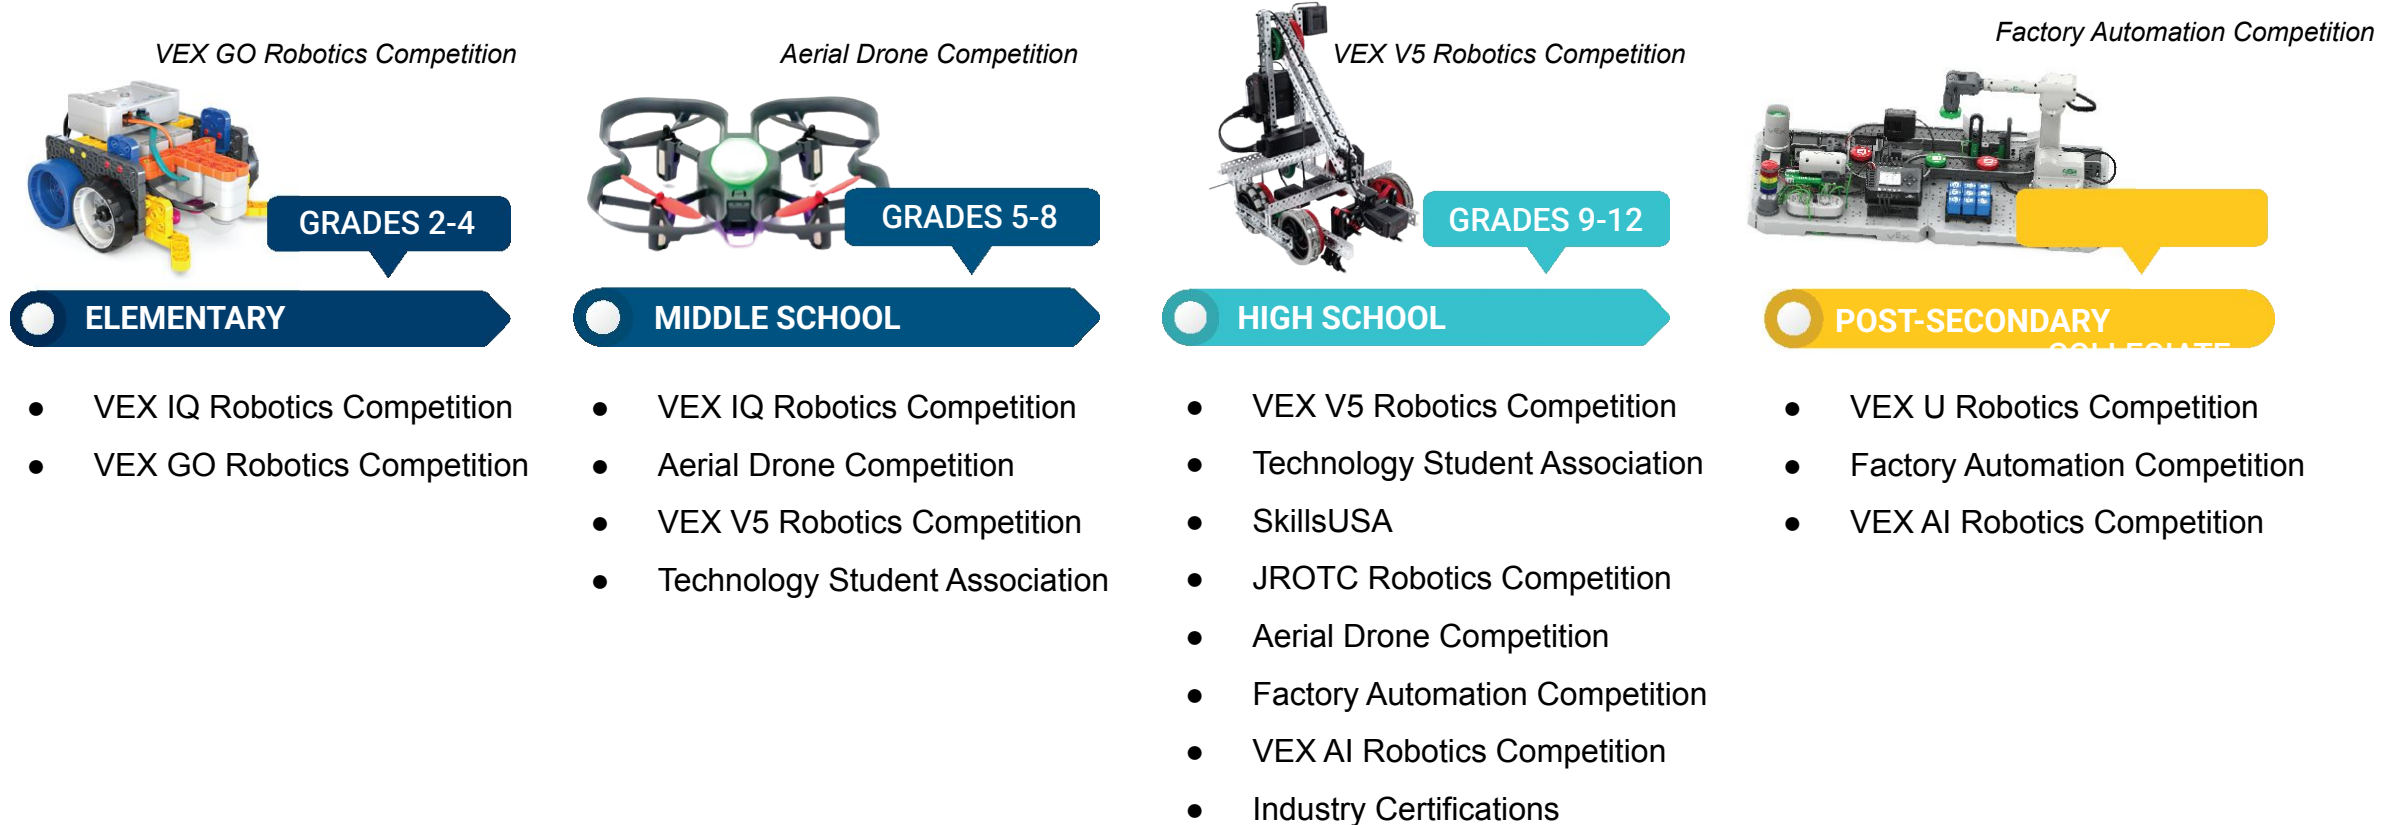 VEX GO Robotics Competition
GRADES 2-4
ELEMENTARY
● VEX IQ Robotics Competition
● VEX GO Robotics Competition
Aerial Drone Competition
GRADES 5-8
MIDDLE SCHOOL
● VEX IQ Robotics Competition
● Aerial Drone Competition
● VEX V5 Robotics Competition
● Technology Student Association
VEX V5 Robotics Competition
GRADES 9-12
HIGH SCHOOL
● VEX V5 Robotics Competition
● Technology Student Association
● SkillsUSA
● JROTC Robotics Competition
● Aerial Drone Competition
● Factory Automation Competition
● VEX AI Robotics Competition
● Industry Certifications
Factory Automation Competition
POST-SECONDARY
● VEX U Robotics Competition
● Factory Automation Competition
● VEX AI Robotics Competition